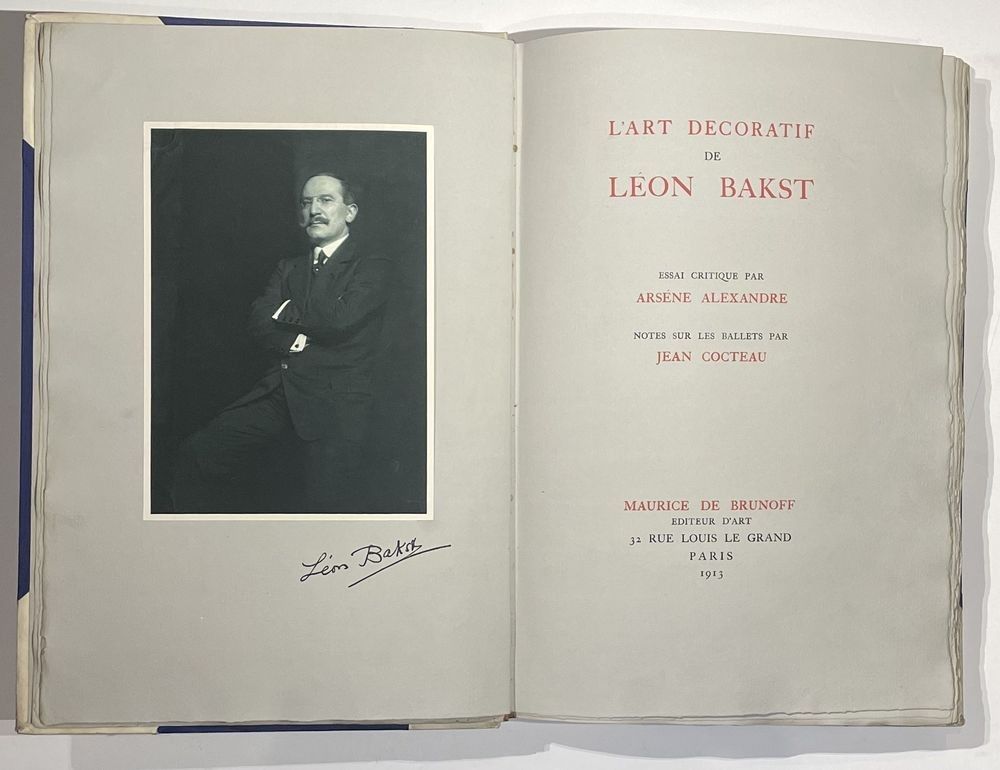 Léon Bakst
L'ART DECORATIF
DE
LÉON BAKST
ESSAI CRITIQUE PAR
ARSÉNE ALEXANDRE
NOTES SUR LES BALLETS PAR
JEAN COCTEAU
MAURICE DE BRUNOFF
EDITEUR D'ART
32 RUE LOUIS LE GRAND
PARIS
1913